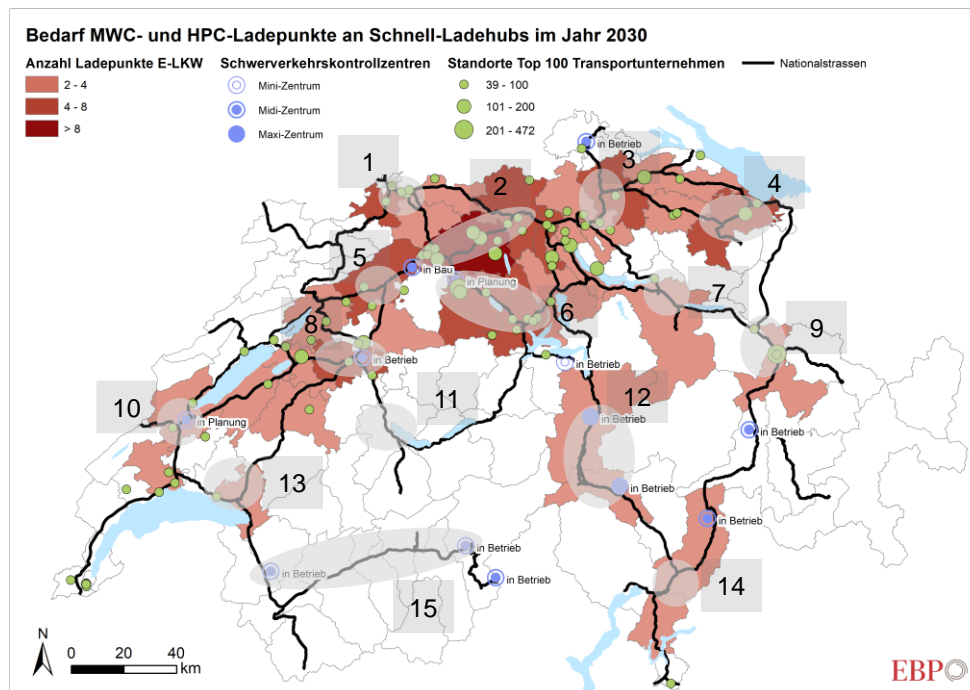 Bedarf MWC- und HPC-Ladepunkte an Schnell-Ladehubs im Jahr 2030
Anzahl Ladepunkte E-LKW
2 - 4
4 - 8
> 8
Schwerverkehrskontrollzentren
Mini-Zentrum
Midi-Zentrum
Maxi-Zentrum
Standorte Top 100 Transportunternehmen
39 - 100
101 - 200
201 - 472
Nationalstrassen
in Betrieb
1
2
3
4
5
in Bau
in Planung
6
7
8
in Betrieb
in Betrieb
9
10
in Planung
11
12
in Betrieb
in Betrieb
13
in Betrieb
in Betrieb
in Betrieb
in Betrieb
in Betrieb
14
15
N
0 10 20 40
km
EBP